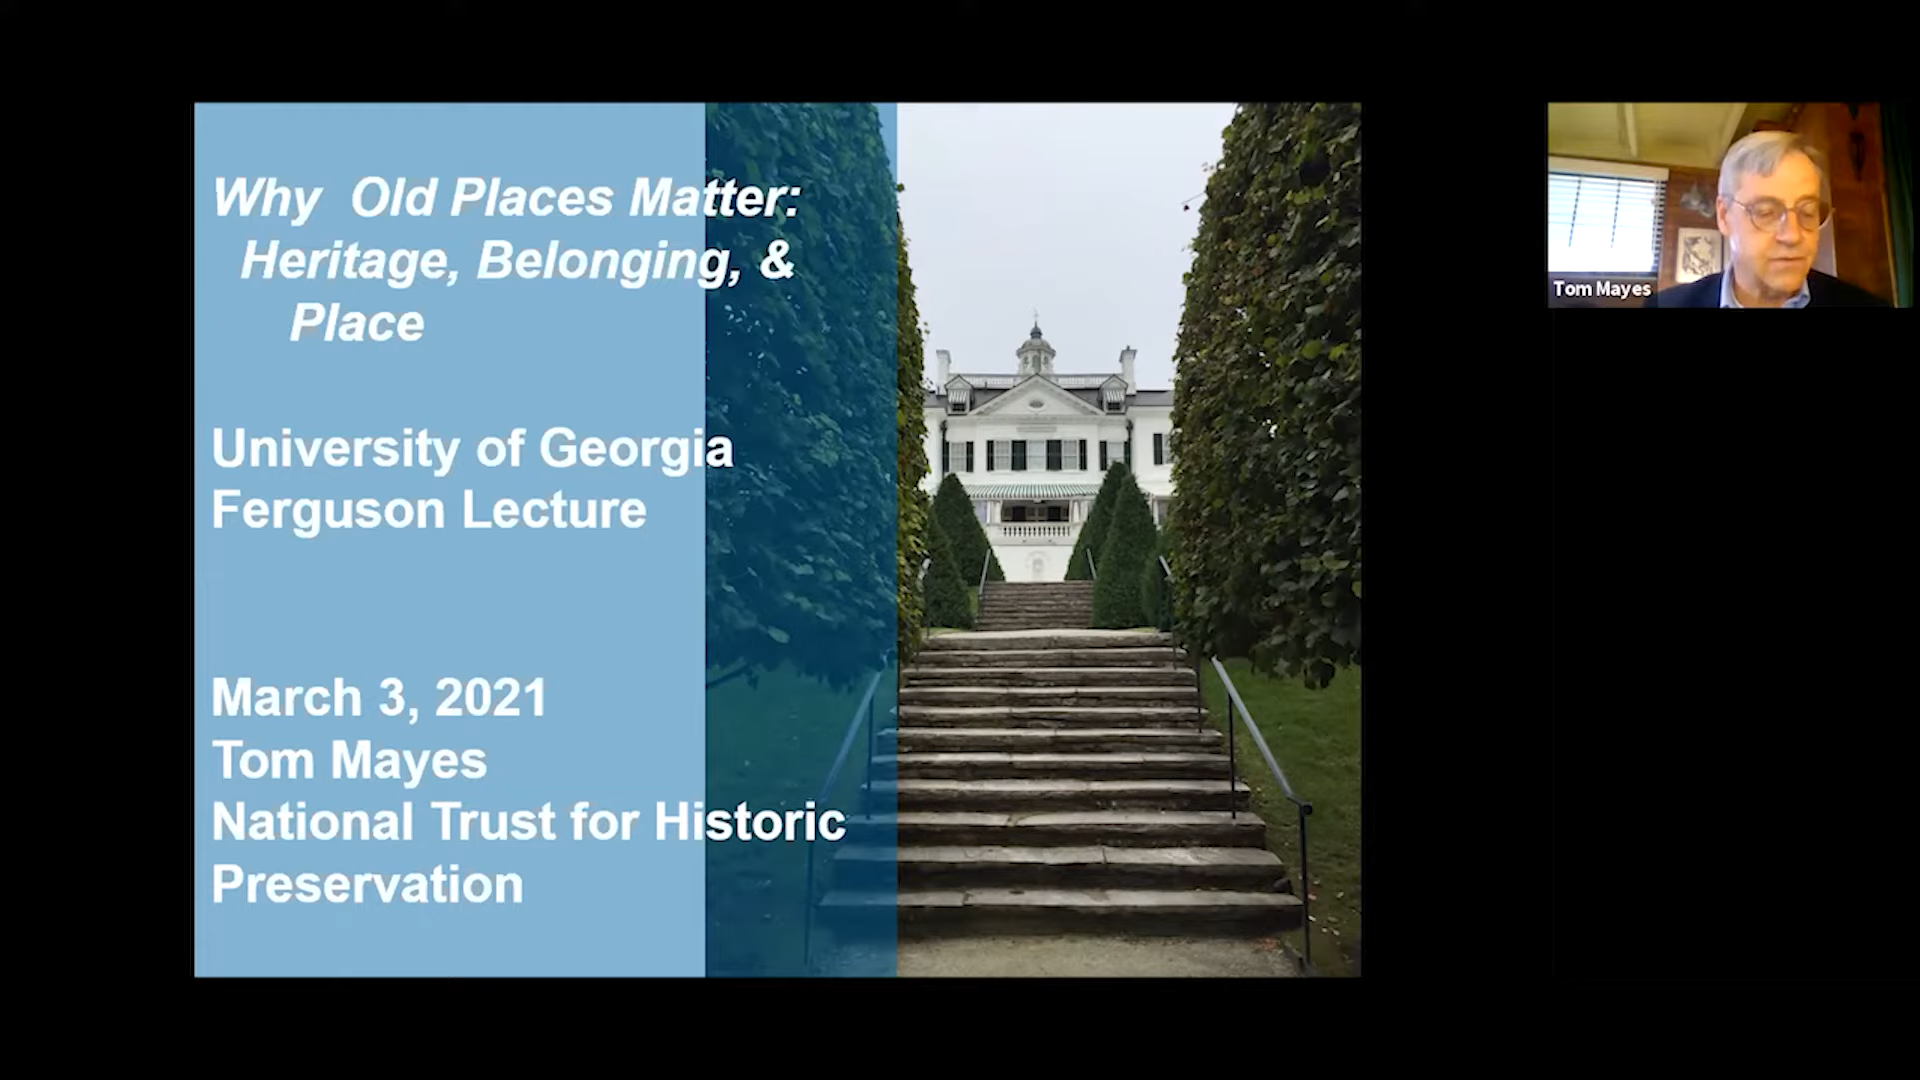 Why Old Places Matter:
Heritage, Belonging, &
Place
University of Georgia
Ferguson Lecture
March 3, 2021
Tom Mayes
National Trust for Historic
Preservation
Tom Mayes